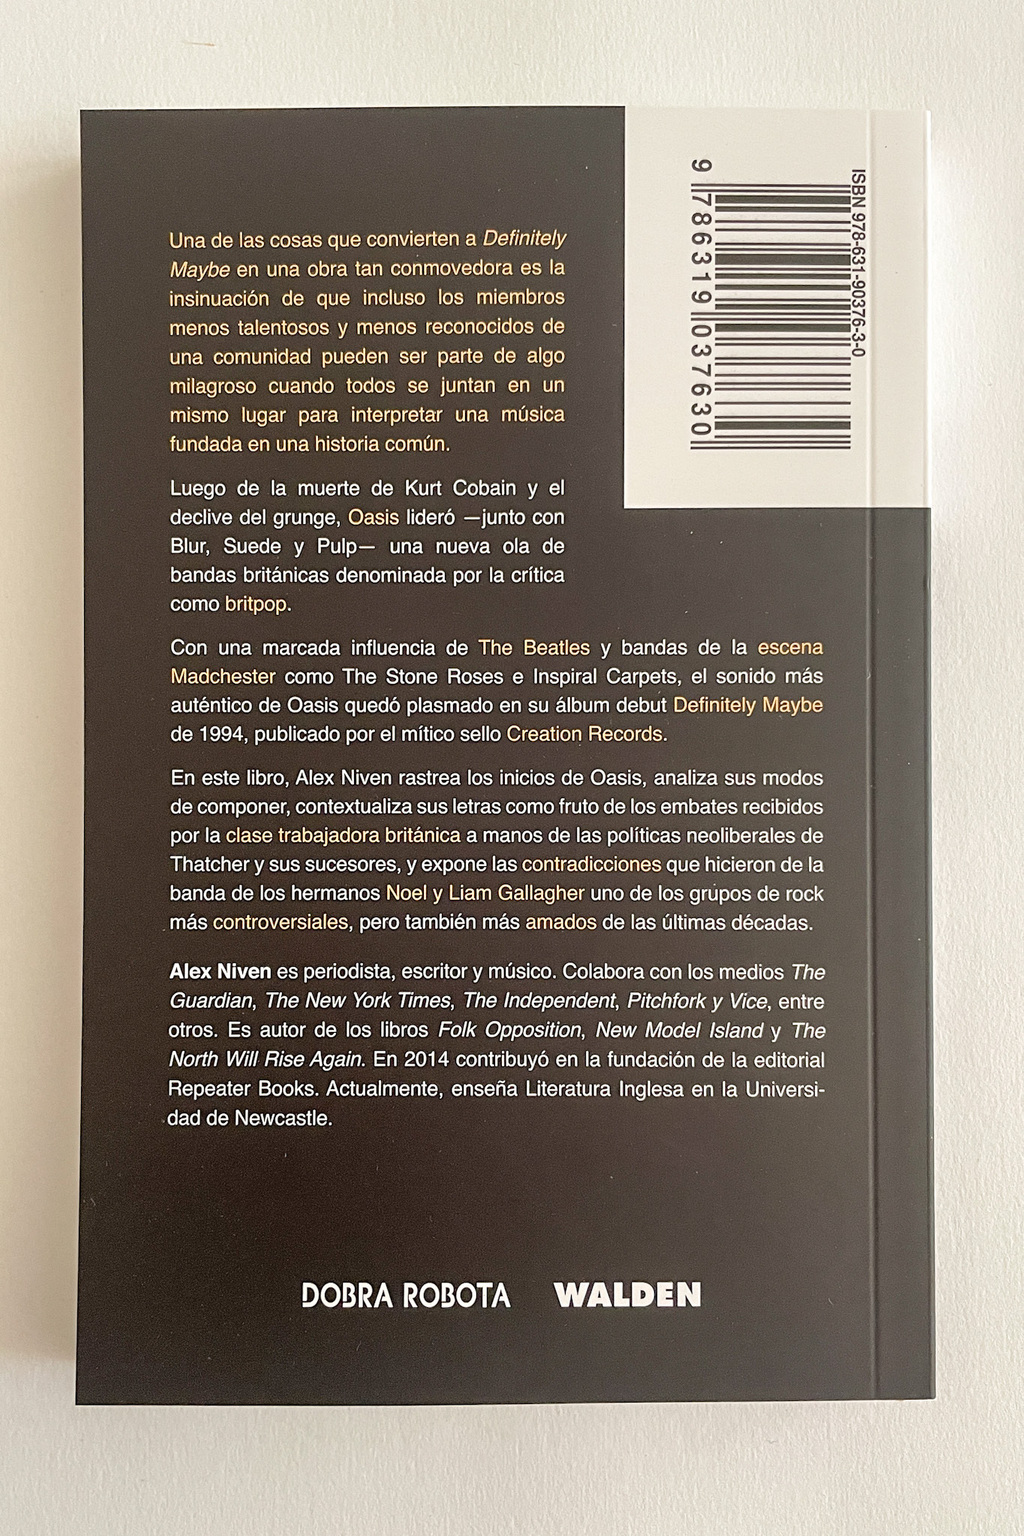 Una de las cosas que convierten a Definitely
Maybe en una obra tan conmovedora es la
insinuación de que incluso los miembros
menos talentosos y menos reconocidos de
una comunidad pueden ser parte de algo
milagroso cuando todos se juntan en un
mismo lugar para interpretar una música
fundada en una historia común.
Luego de la muerte de Kurt Cobain y el
declive del grunge, Oasis lideró —junto con
Blur, Suede y Pulp— una nueva ola de
bandas británicas denominada por la crítica
como britpop.
Con una marcada influencia de The Beatles y bandas de la escena
Madchester como The Stone Roses e Inspiral Carpets, el sonido más
auténtico de Oasis quedó plasmado en su álbum debut Definitely Maybe
de 1994, publicado por el mítico sello Creation Records.
En este libro, Alex Niven rastrea los inicios de Oasis, analiza sus modos
de componer, contextualiza sus letras como fruto de los embates recibidos
por la clase trabajadora británica a manos de las políticas neoliberales de
Thatcher y sus sucesores, y expone las contradicciones que hicieron de la
banda de los hermanos Noel y Liam Gallagher uno de los grupos de rock
más controversiales, pero también más amados de las últimas décadas.
Alex Niven es periodista, escritor y músico. Colabora con los medios The
Guardian, The New York Times, The Independent, Pitchfork y Vice, entre
otros. Es autor de los libros Folk Opposition, New Model Island y The
North Will Rise Again. En 2014 contribuyó en la fundación de la editorial
Repeater Books. Actualmente, enseña Literatura Inglesa en la Universi-
dad de Newcastle.
DOBRA ROBOTA WALDEN
ISBN 978-631-90376-3-0
9 786319 037630